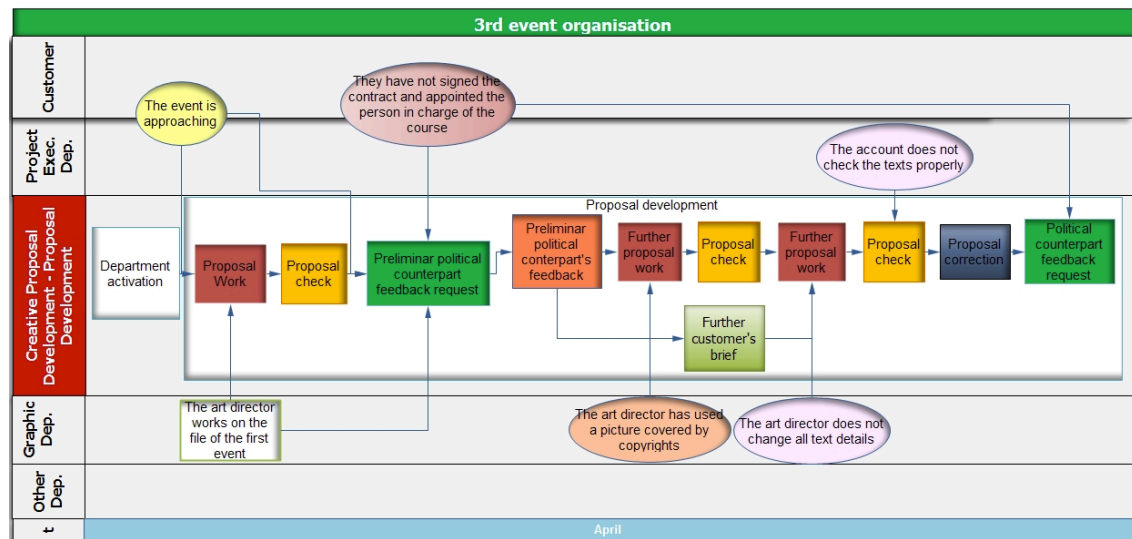 3rd event organisation
Customer
They have not signed the
contract and appointed the
person in charge of the
course
The event is
approaching
Project
Exec.
Dep.
The account does not
check the texts properly
Creative Proposal
Development - Proposal
Development
Proposal development
Department
activation
Proposal
Work
Proposal
check
Preliminar political
counterpart
feedback request
Preliminar
political
conterpart's
feedback
Further
proposal
work
Proposal
check
Further
proposal
work
Proposal
check
Proposal
correction
Political
counterpart
feedback
request
Further
customer's
brief
Graphic
Dep.
The art director
works on the
file of the first
event
The art director has used
a picture covered by
copyrights
The art director does not
change all text details
Other
Dep.
t
April